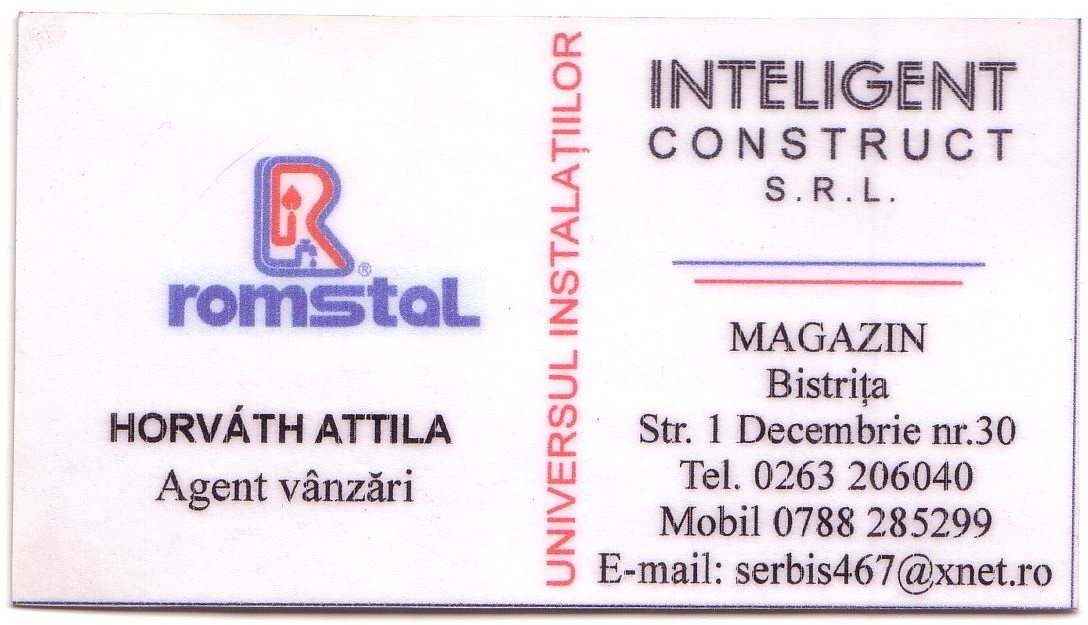 R®
romstal
HORVÁTH ATTILA
Agent vânzări
UNIVERSUL INSTALAȚIILOR
INTELIGENT
CONSTRUCT
S.R.L.
MAGAZIN
Bistrița
Str. 1 Decembrie nr.30
Tel. 0263 206040
Mobil 0788 285299
E-mail: serbis467@xnet.ro